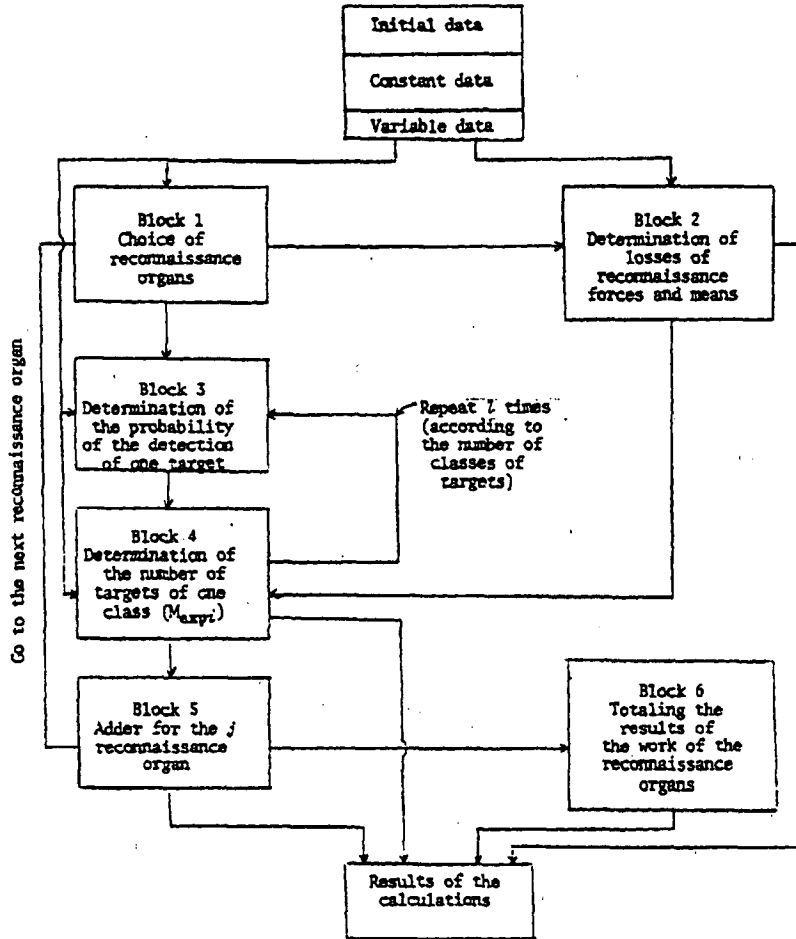 Initial data
Constant data
Variable data
Block 1
Choice of
reconnaissance
organs
Block 2
Determination of
losses of
reconnaissance
forces and means
Go to the next reconnaissance organ
Block 3
Determination of
the probability
of the detection
of one target
Repeat l times
(according to
the number of
classes of
targets)
Block 4
Determination of
the number of
targets of one
class (M_expi)
Block 5
Adder for the j
reconnaissance
organ
Block 6
Totaling the
results of
the work of the
reconnaissance
organs
Results of the
calculations